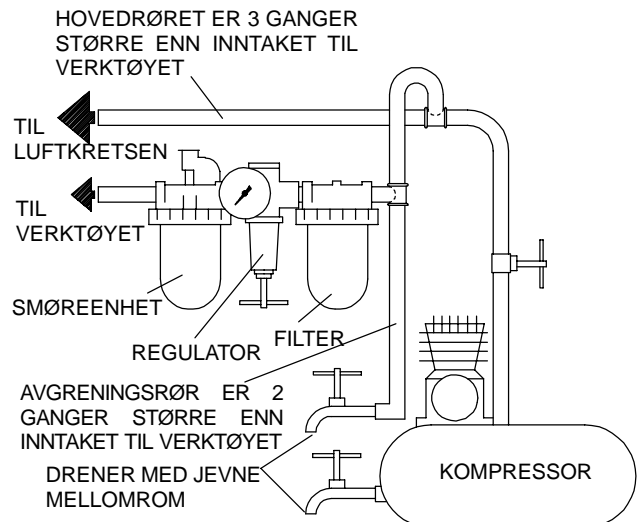 HOVEDRØRET ER 3 GANGER
STØRRE ENN INNTAKET TIL
VERKTØYET
TIL
LUFTKRETSEN
TIL
VERKTØYET
SMØREENHET
REGULATOR
FILTER
AVGRENINGSRØR ER 2
GANGER STØRRE ENN
INNTAKET TIL VERKTØYET
DRENER MED JEVNE
MELLOMROM
KOMPRESSOR